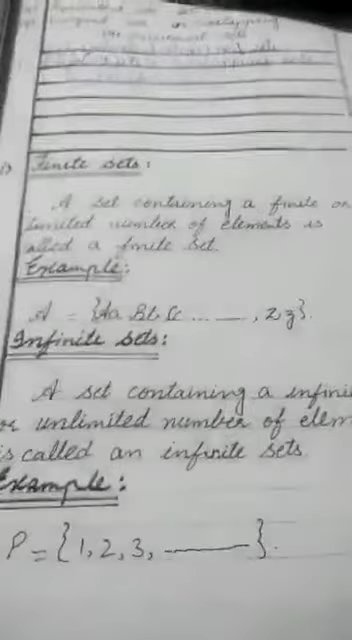 Finite sets:
A set containing a finite or
limited number of elements is
called a finite set.
Example:
A = {Aa Bb Cc ... —, Zz}.
Infinite sets:
A set containing a infini
or unlimited number of elem
is called an infinite sets.
Example:
P = {1, 2, 3, ——}.